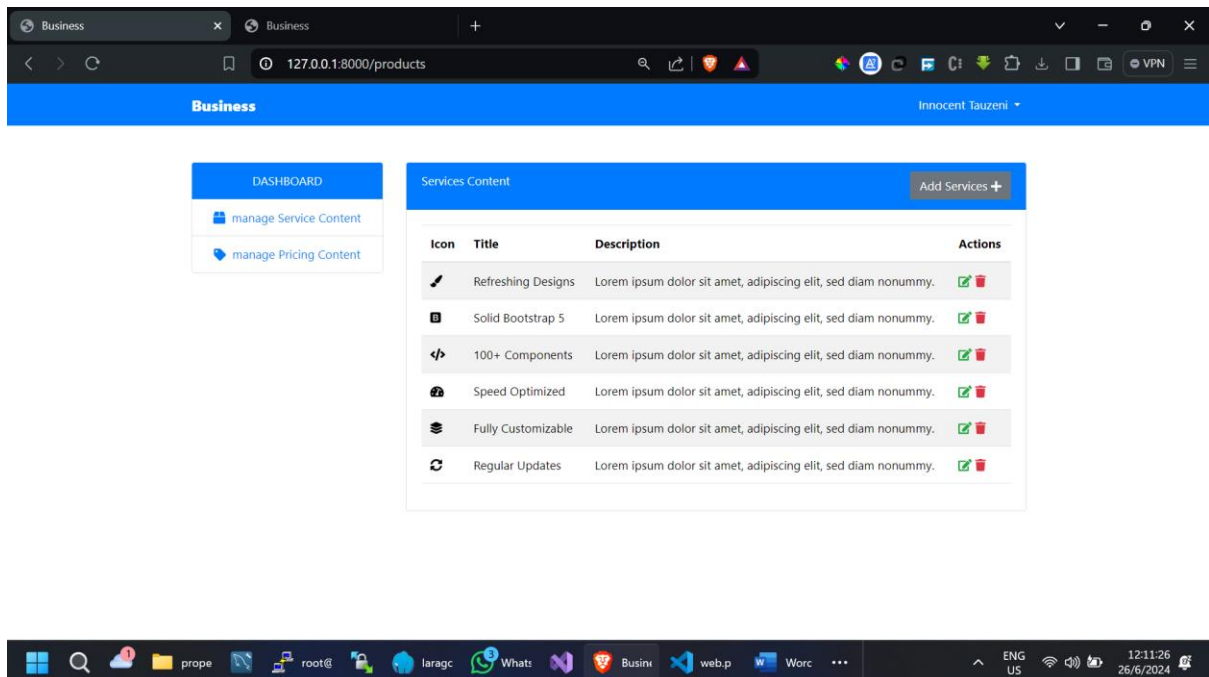 Business
Business
127.0.0.1:8000/products
VPN
Business
Innocent Tauzeni
DASHBOARD
manage Service Content
manage Pricing Content
Services Content
Add Services
Icon Title Description Actions
Refreshing Designs Lorem ipsum dolor sit amet, adipiscing elit, sed diam nonummy.
Solid Bootstrap 5 Lorem ipsum dolor sit amet, adipiscing elit, sed diam nonummy.
100+ Components Lorem ipsum dolor sit amet, adipiscing elit, sed diam nonummy.
Speed Optimized Lorem ipsum dolor sit amet, adipiscing elit, sed diam nonummy.
Fully Customizable Lorem ipsum dolor sit amet, adipiscing elit, sed diam nonummy.
Regular Updates Lorem ipsum dolor sit amet, adipiscing elit, sed diam nonummy.
1 prope root@ laragc 3 Whats Busine web.p W Worc
ENG
US
12:11:26
26/6/2024